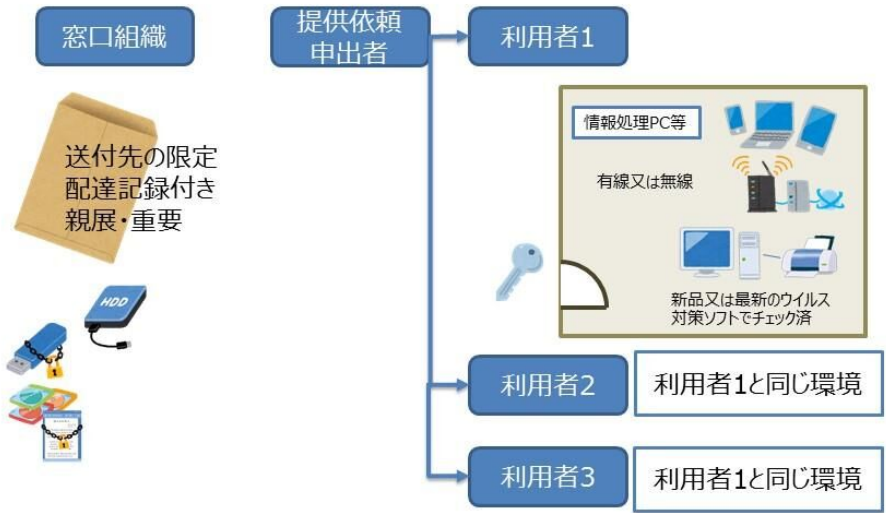 窓口組織
提供依頼
申出者
利用者1
送付先の限定
配達記録付き
親展・重要
HDD
情報処理PC等
有線又は無線
新品又は最新のウイルス
対策ソフトでチェック済
利用者2
利用者1と同じ環境
利用者3
利用者1と同じ環境